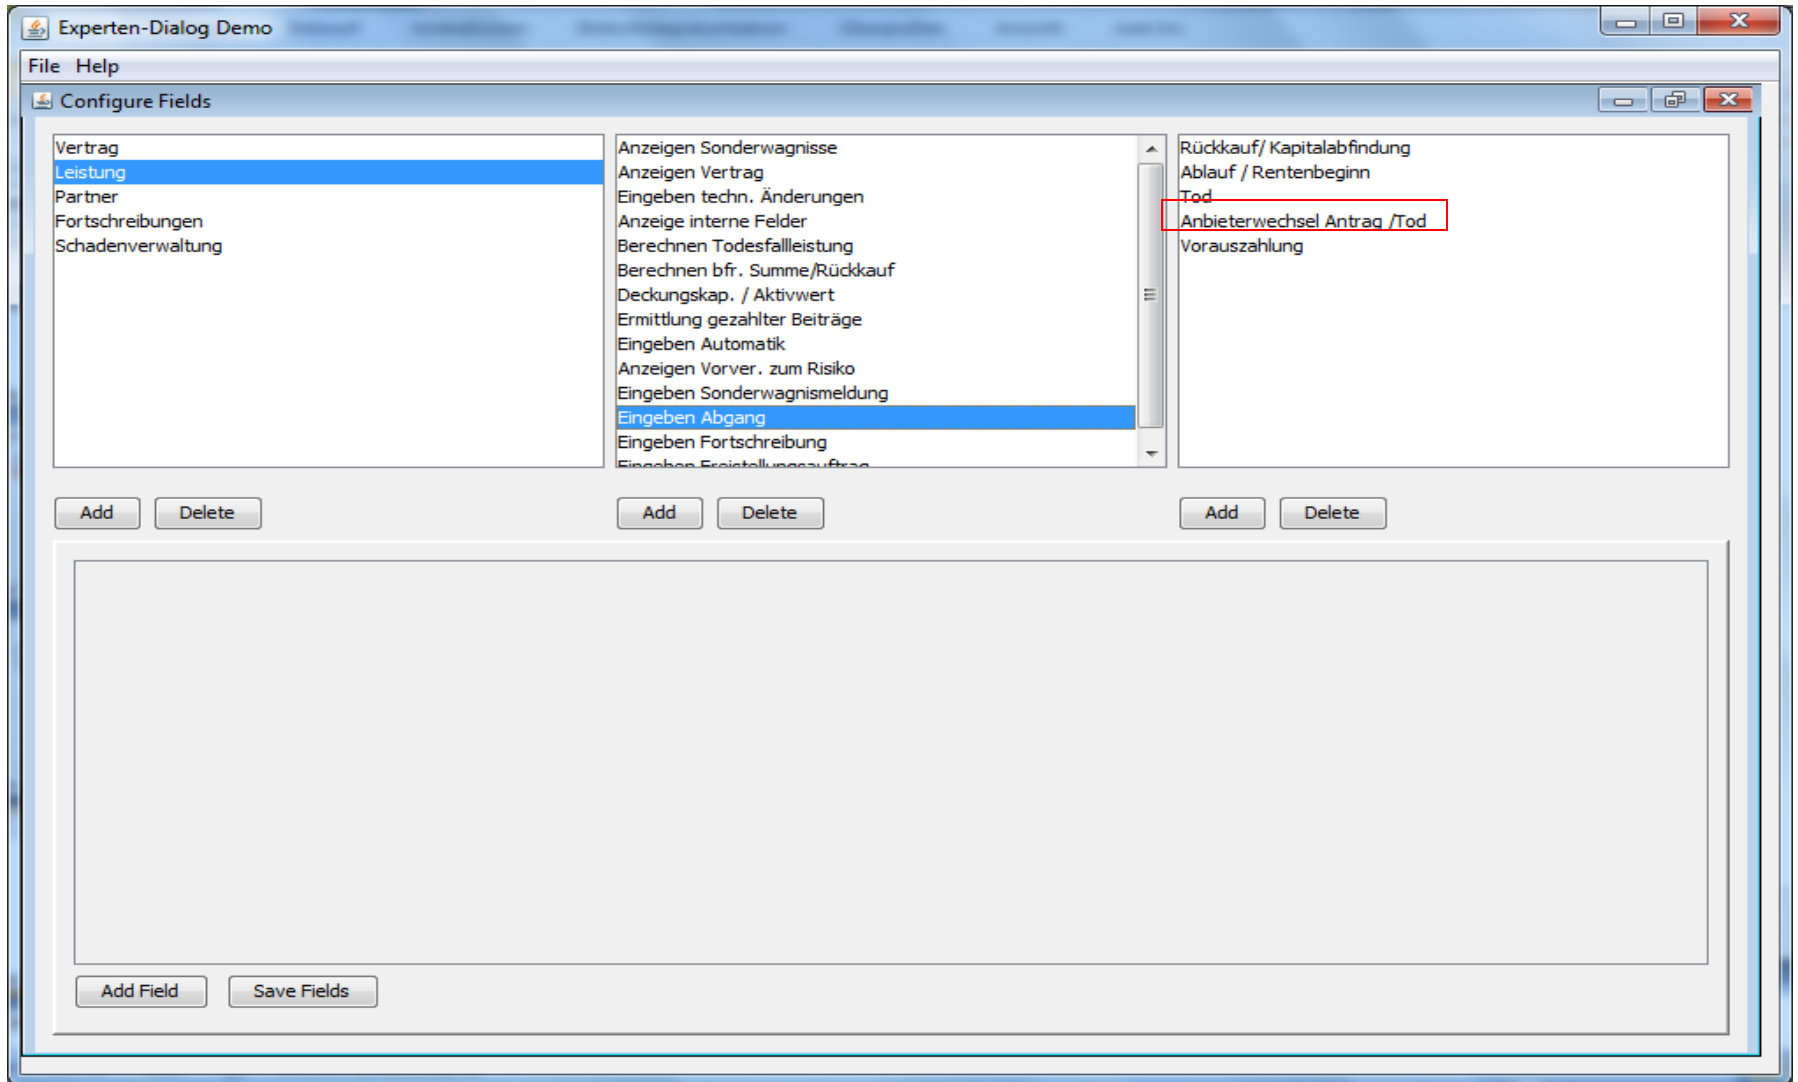 Experten-Dialog Demo
File Help
Configure Fields
Vertrag
Leistung
Partner
Fortschreibungen
Schadenverwaltung
Anzeigen Sonderwagnisse
Anzeigen Vertrag
Eingeben techn. Änderungen
Anzeige interne Felder
Berechnen Todesfallleistung
Berechnen bfr. Summe/Rückkauf
Deckungskap. / Aktivwert
Ermittlung gezahlter Beiträge
Eingeben Automatik
Anzeigen Vorver. zum Risiko
Eingeben Sonderwagnismeldung
Eingeben Abgang
Eingeben Fortschreibung
Eingeben Freistellungsauftrag
Rückkauf/ Kapitalabfindung
Ablauf / Rentenbeginn
Tod
Anbieterwechsel Antrag /Tod
Vorauszahlung
Add Delete
Add Delete
Add Delete
Add Field Save Fields